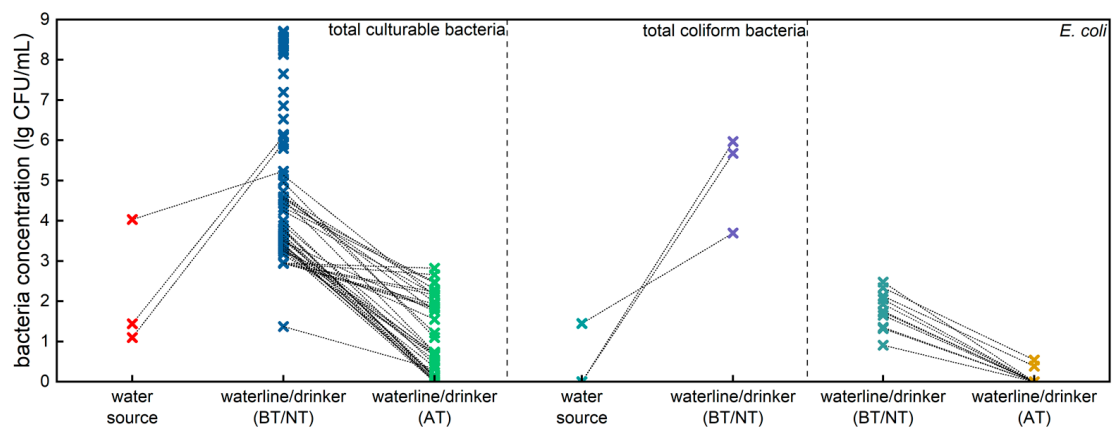 total culturable bacteria
total coliform bacteria
E. coli
bacteria concentration (lg CFU/mL)
9
8
7
6
5
4
3
2
1
0
water
source
waterline/drinker
(BT/NT)
waterline/drinker
(AT)
water
source
waterline/drinker
(BT/NT)
waterline/drinker
(BT/NT)
waterline/drinker
(AT)